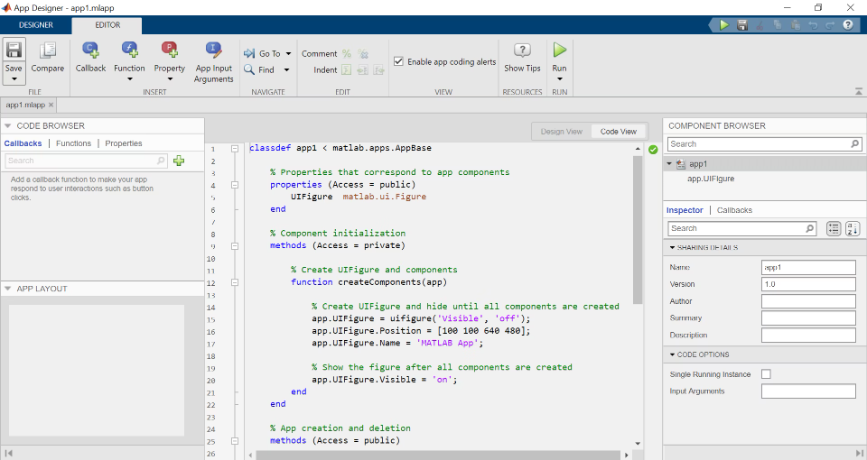 App Designer - app1.mlapp
DESIGNER EDITOR
Save Compare Callback Function Property App Input Arguments Go To Find Comment Indent Enable app coding alerts Show Tips Run
FILE INSERT NAVIGATE EDIT VIEW RESOURCES RUN
app1.mlapp ×
CODE BROWSER
Callbacks | Functions | Properties
Search
Add a callback function to make your app
respond to user interactions such as button
clicks.
APP LAYOUT
Design View Code View
1 classdef app1 < matlab.apps.AppBase
2
3 % Properties that correspond to app components
4 properties (Access = public)
5 UIFigure matlab.ui.Figure
6 end
7
8 % Component initialization
9 methods (Access = private)
10
11 % Create UIFigure and components
12 function createComponents(app)
13
14 % Create UIFigure and hide until all components are created
15 app.UIFigure = uifigure('Visible', 'off');
16 app.UIFigure.Position = [100 100 640 480];
17 app.UIFigure.Name = 'MATLAB App';
18
19 % Show the figure after all components are created
20 app.UIFigure.Visible = 'on';
21 end
22 end
23
24 % App creation and deletion
25 methods (Access = public)
26
COMPONENT BROWSER
Search
app1
app.UIFigure
Inspector | Callbacks
Search
SHARING DETAILS
Name app1
Version 1.0
Author
Summary
Description
CODE OPTIONS
Single Running Instance
Input Arguments